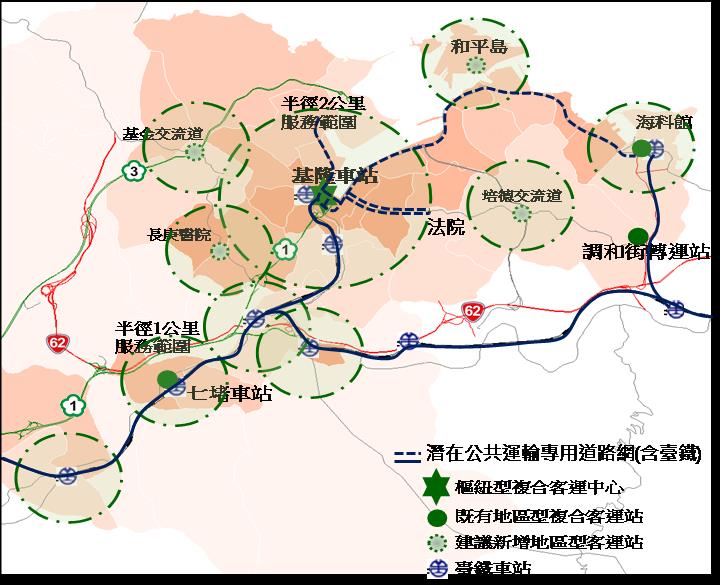 和平島
半徑2公里
服務範圍
海科館
基金交流道
3
基隆車站
培德交流道
法院
長庚醫院
1
調和街轉運站
62
半徑1公里
服務範圍
62
七堵車站
1
潛在公共運輸專用道路網(含臺鐵)
樞紐型複合客運中心
既有地區型複合客運站
建議新增地區型客運站
臺鐵車站